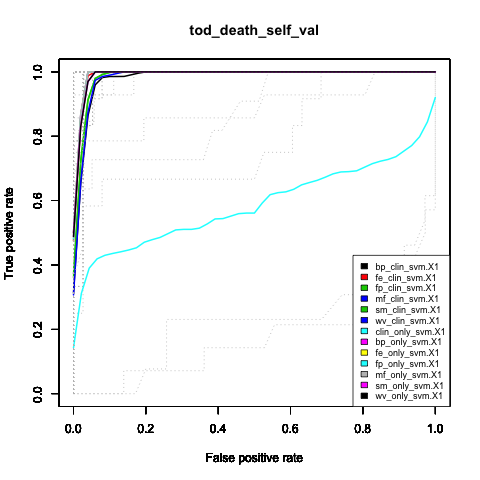 tod_death_self_val
True positive rate
1.0
0.8
0.6
0.4
0.2
0.0
bp_clin_svm.X1
fe_clin_svm.X1
fp_clin_svm.X1
mf_clin_svm.X1
sm_clin_svm.X1
wv_clin_svm.X1
clin_only_svm.X1
bp_only_svm.X1
fe_only_svm.X1
fp_only_svm.X1
mf_only_svm.X1
sm_only_svm.X1
wv_only_svm.X1
0.0 0.2 0.4 0.6 0.8 1.0
False positive rate